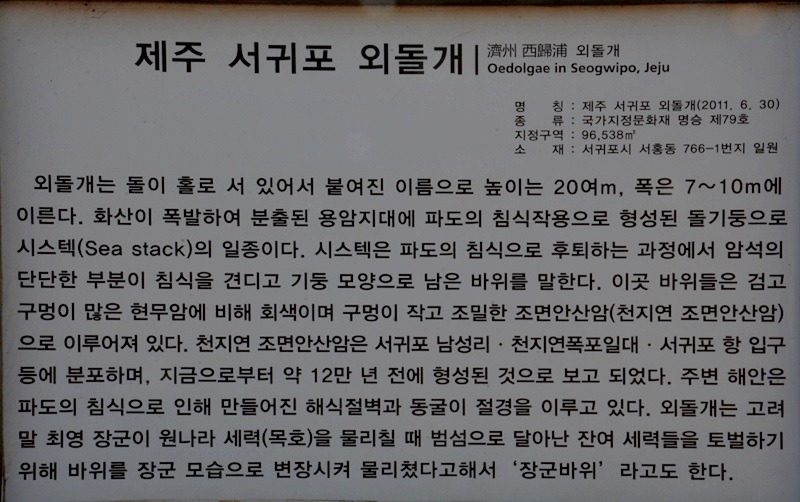 제주 서귀포 외돌개
濟州 西歸浦 외돌개
Oedolgae in Seogwipo, Jeju
명 칭 : 제주 서귀포 외돌개(2011. 6. 30)
종 류 : 국가지정문화재 명승 제79호
지정구역 : 96,538㎡
소 재 : 서귀포시 서홍동 766-1번지 일원
외돌개는 돌이 홀로 서 있어서 붙여진 이름으로 높이는 20여m, 폭은 7～10m에
이른다. 화산이 폭발하여 분출된 용암지대에 파도의 침식작용으로 형성된 돌기둥으로
시스텍(Sea stack)의 일종이다. 시스텍은 파도의 침식으로 후퇴하는 과정에서 암석의
단단한 부분이 침식을 견디고 기둥 모양으로 남은 바위를 말한다. 이곳 바위들은 검고
구멍이 많은 현무암에 비해 회색이며 구멍이 작고 조밀한 조면안산암(천지연 조면안산암)
으로 이루어져 있다. 천지연 조면안산암은 서귀포 남성리 · 천지연폭포일대 · 서귀포 항 입구
등에 분포하며, 지금으로부터 약 12만 년 전에 형성된 것으로 보고 되었다. 주변 해안은
파도의 침식으로 인해 만들어진 해식절벽과 동굴이 절경을 이루고 있다. 외돌개는 고려
말 최영 장군이 원나라 세력(목호)을 물리칠 때 범섬으로 달아난 잔여 세력들을 토벌하기
위해 바위를 장군 모습으로 변장시켜 물리쳤다고해서 ‘장군바위’ 라고도 한다.